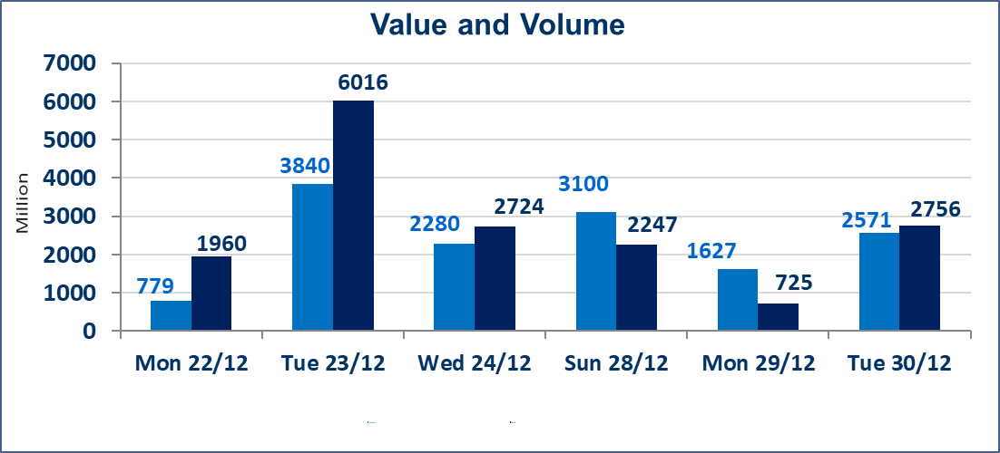 Value and Volume
7000
6000
5000
4000
3000
2000
1000
0
Million
779
1960
3840
6016
2280
2724
3100
2247
1627
725
2571
2756
Mon 22/12
Tue 23/12
Wed 24/12
Sun 28/12
Mon 29/12
Tue 30/12